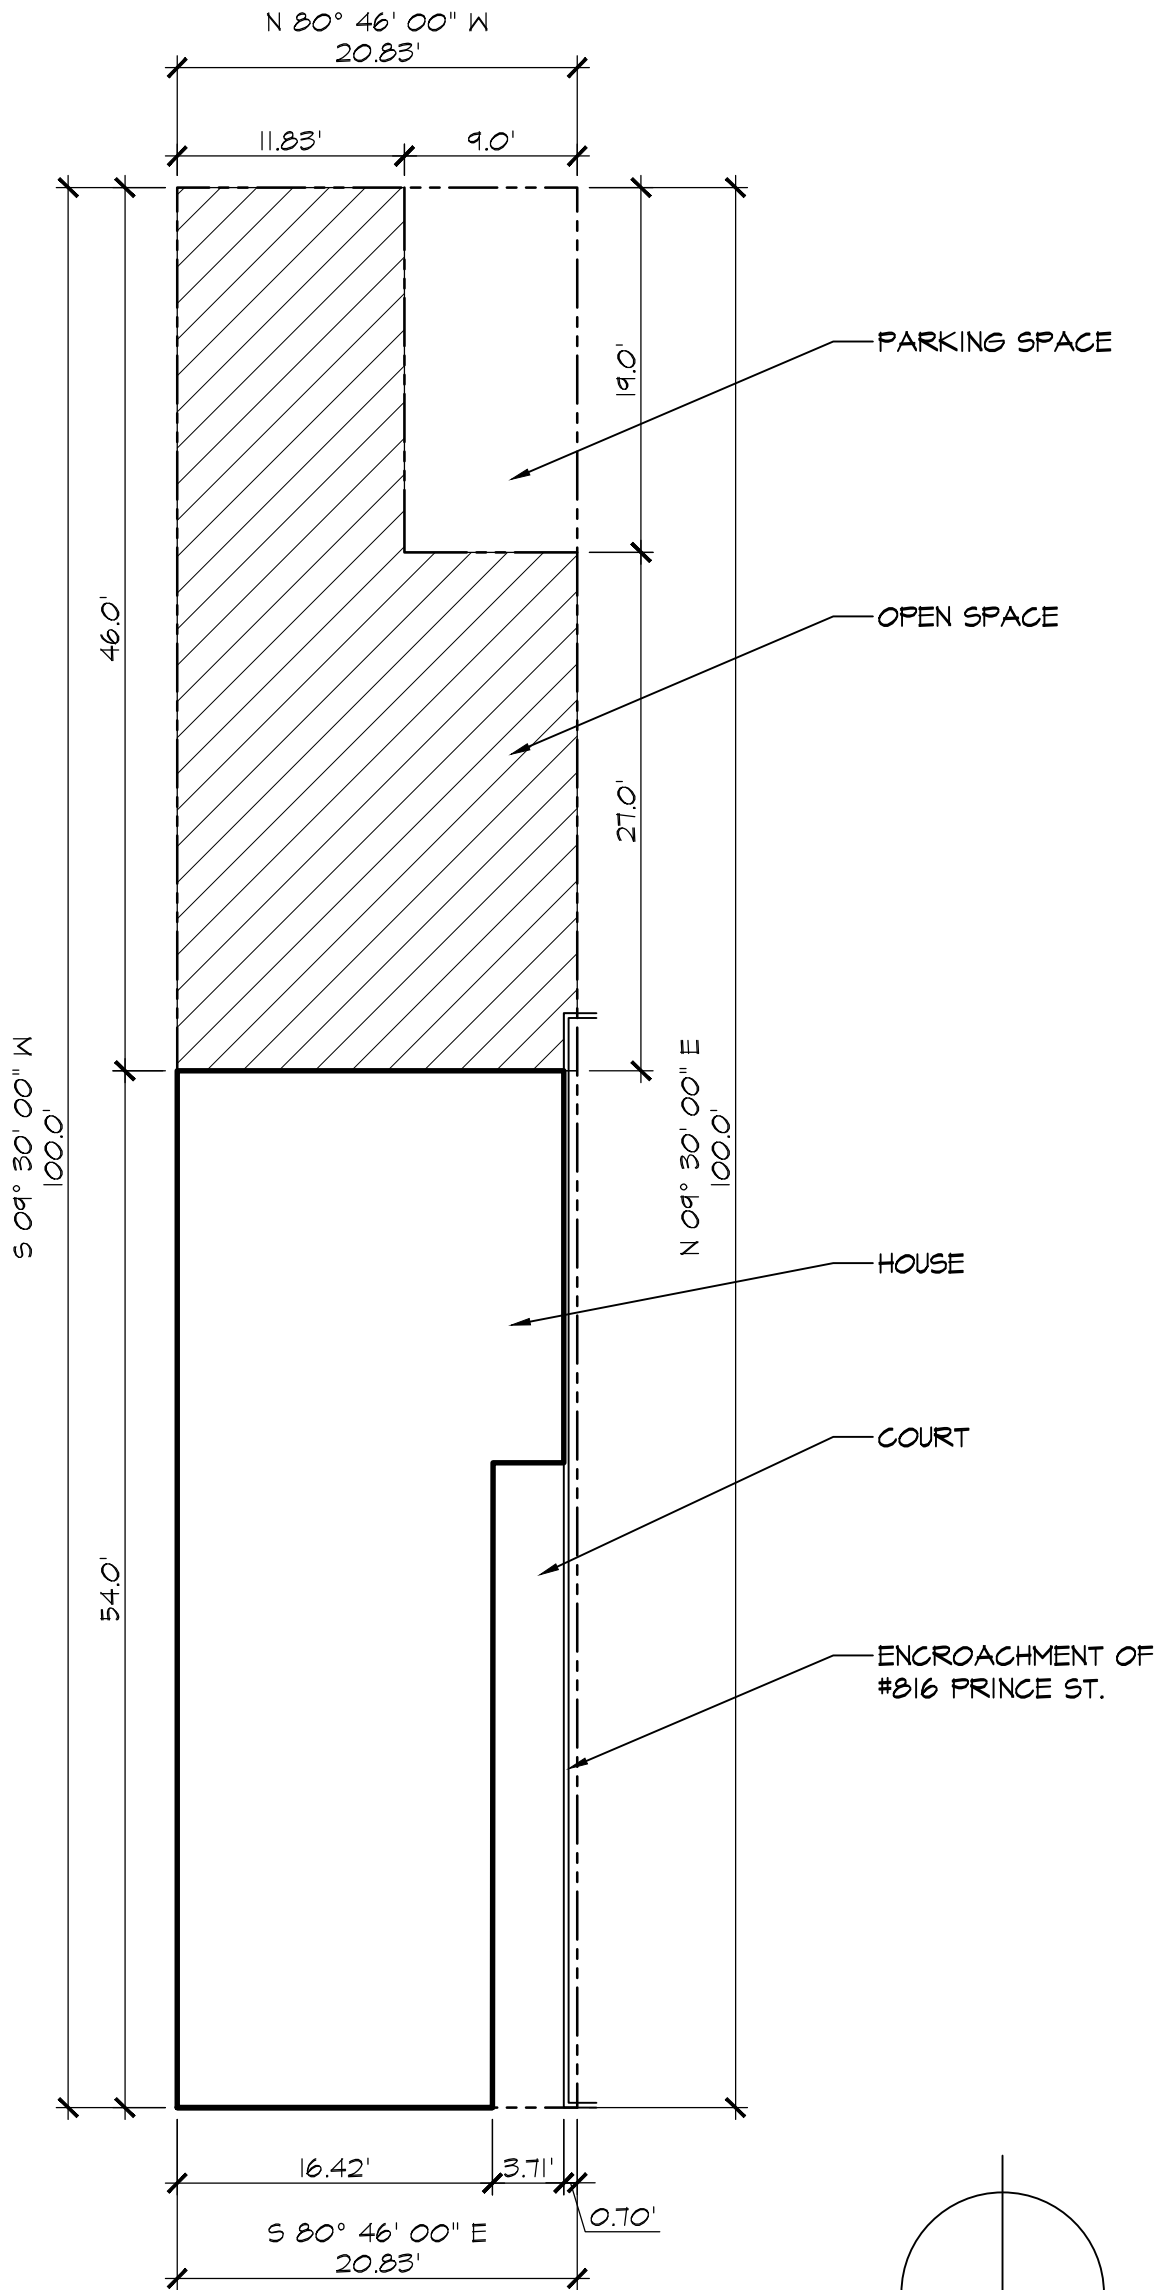 N 80° 46' 00" W
20.83'
11.83'
9.0'
PARKING SPACE
19.0'
46.0'
OPEN SPACE
27.0'
S 09° 30' 00" W
100.0'
N 09° 30' 00" E
100.0'
HOUSE
COURT
54.0'
ENCROACHMENT OF
#816 PRINCE ST.
16.42'
3.71'
0.70'
S 80° 46' 00" E
20.83'